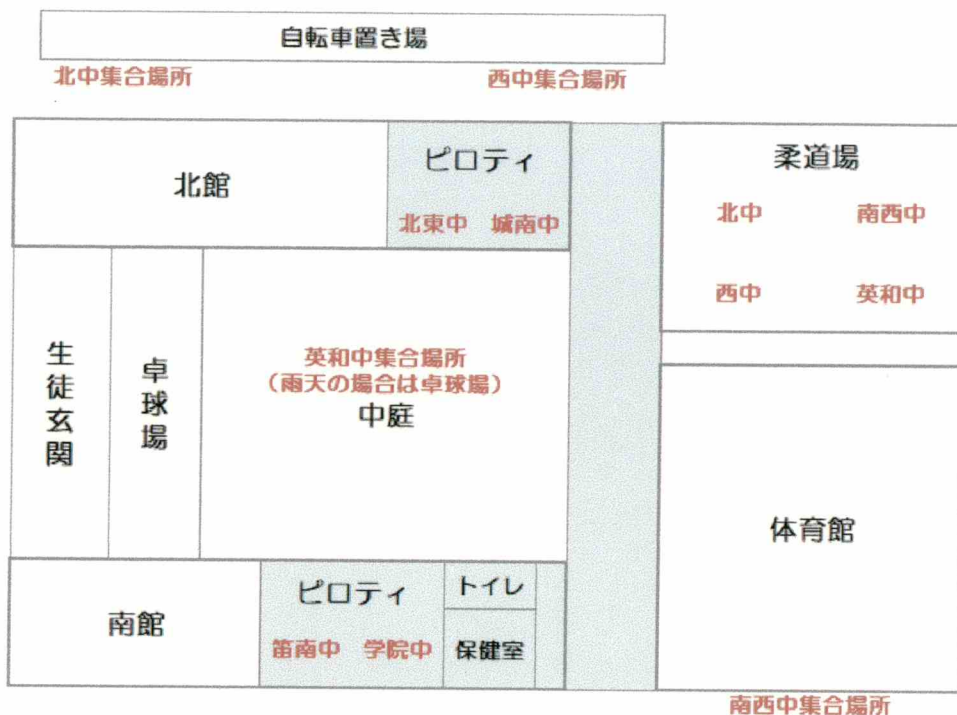 自転車置き場
北中集合場所
西中集合場所
北館
ピロティ
北東中 城南中
柔道場
北中 南西中
西中 英和中
生徒玄関
卓球場
英和中集合場所
（雨天の場合は卓球場）
中庭
体育館
南館
ピロティ
笛南中 学院中
トイレ
保健室
南西中集合場所